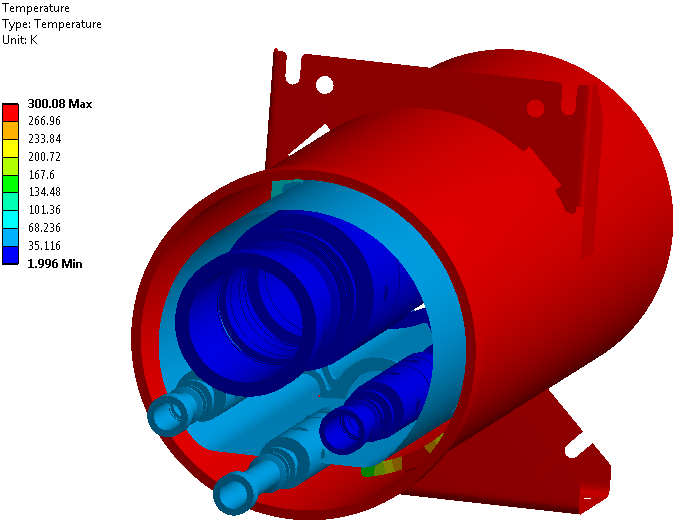 Temperature
Type: Temperature
Unit: K
300.08 Max
266.96
233.84
200.72
167.6
134.48
101.36
68.236
35.116
1.996 Min